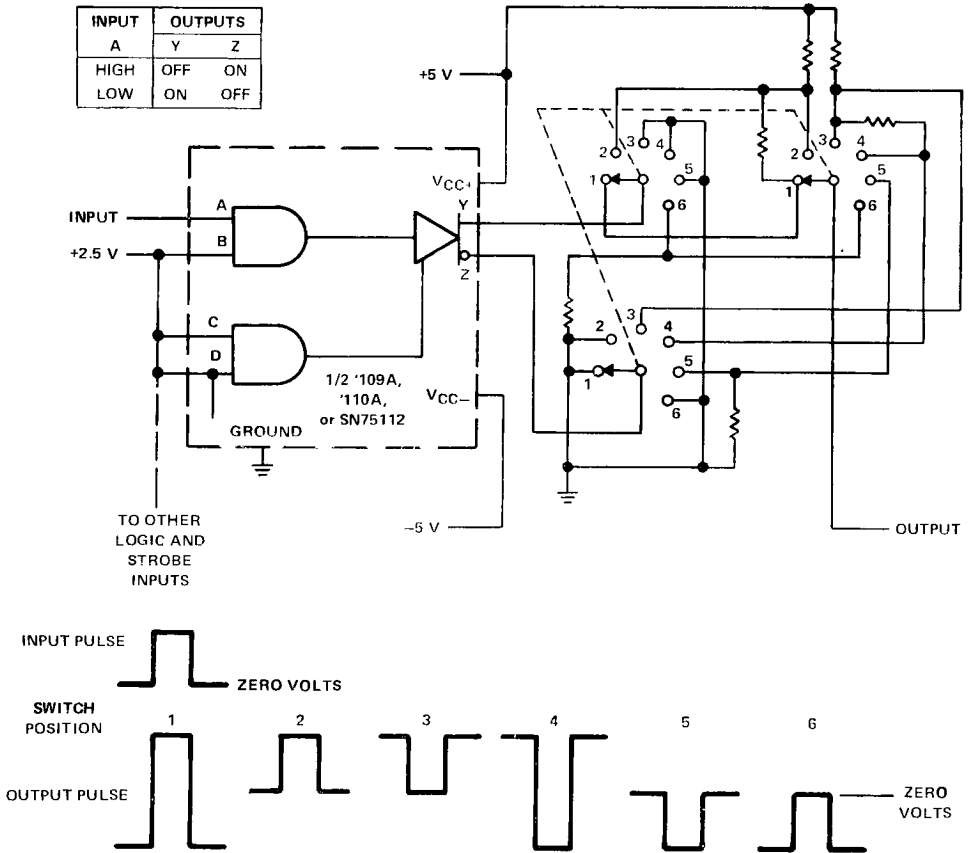 INPUT OUTPUTS
A Y Z
HIGH OFF ON
LOW ON OFF
+5 V
2 3 4 5 6 1
2 3 4 5 6 1
VCC+
Y
Z
INPUT
A
+2.5 V
B
C
D
1/2 '109A,
'110A,
or SN75112
VCC−
GROUND
3 2 4 5 1 6
−5 V
OUTPUT
TO OTHER
LOGIC AND
STROBE
INPUTS
INPUT PULSE
ZERO VOLTS
SWITCH
POSITION
1 2 3 4 5 6
OUTPUT PULSE
ZERO
VOLTS